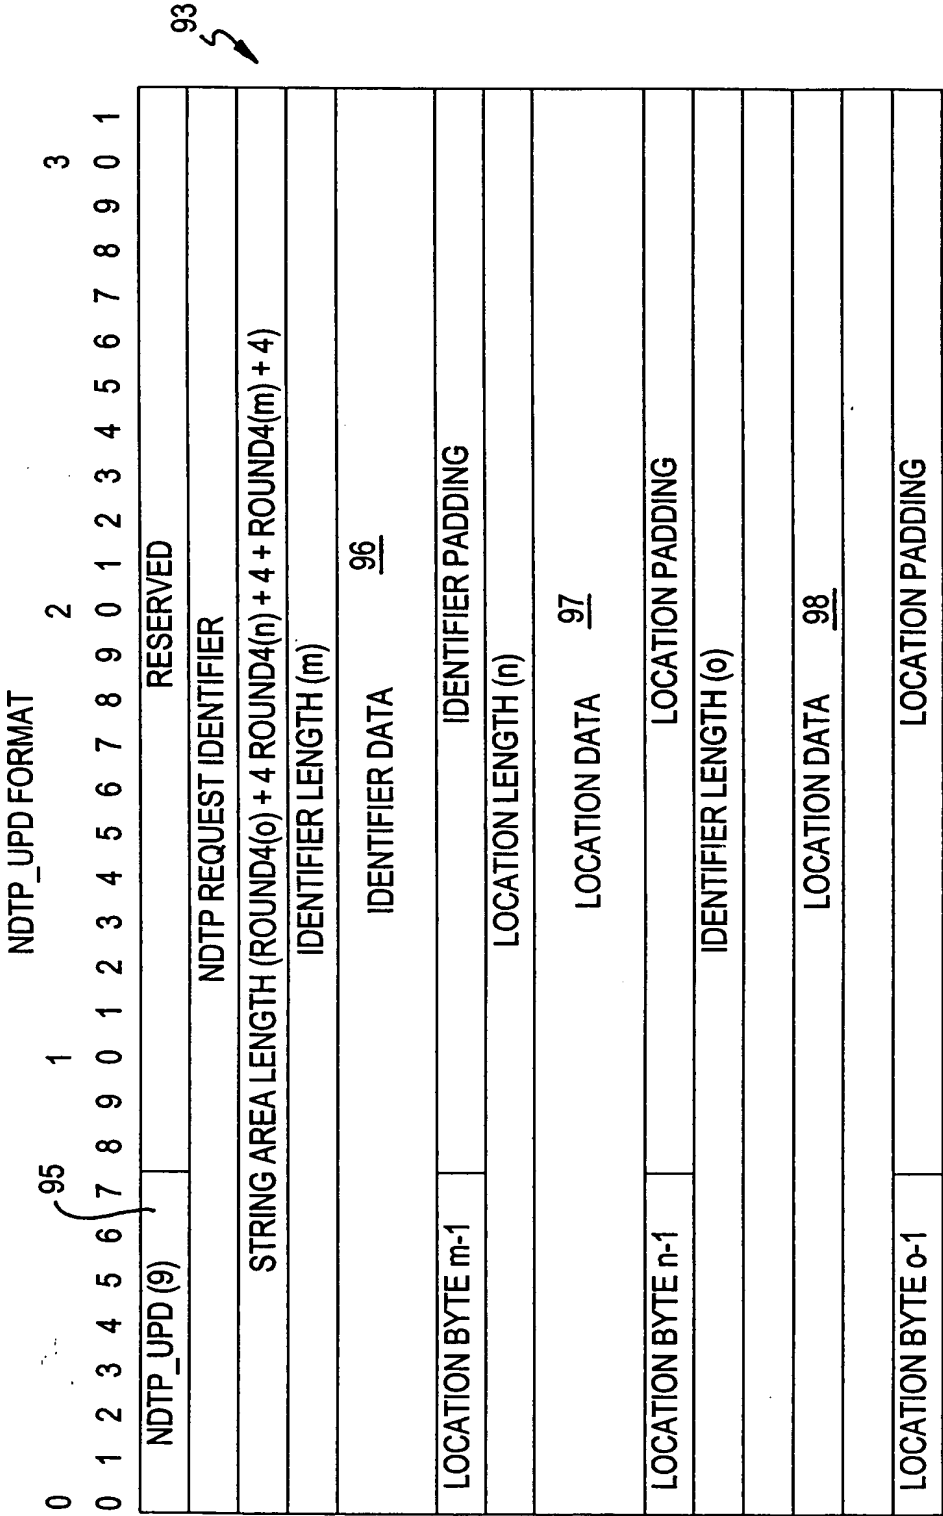 NDTP_UPD FORMAT
0 1 2 3
0 1 2 3 4 5 6 7 8 9 0 1 2 3 4 5 6 7 8 9 0 1 2 3 4 5 6 7 8 9 0 1
95
93
NDTP_UPD (9) RESERVED
NDTP REQUEST IDENTIFIER
STRING AREA LENGTH (ROUND4(o) + 4 ROUND4(n) + 4 + ROUND4(m) + 4)
IDENTIFIER LENGTH (m)
IDENTIFIER DATA 96
LOCATION BYTE m-1 IDENTIFIER PADDING
LOCATION LENGTH (n)
LOCATION DATA 97
LOCATION BYTE n-1 LOCATION PADDING
IDENTIFIER LENGTH (o)
LOCATION DATA 98
LOCATION BYTE o-1 LOCATION PADDING